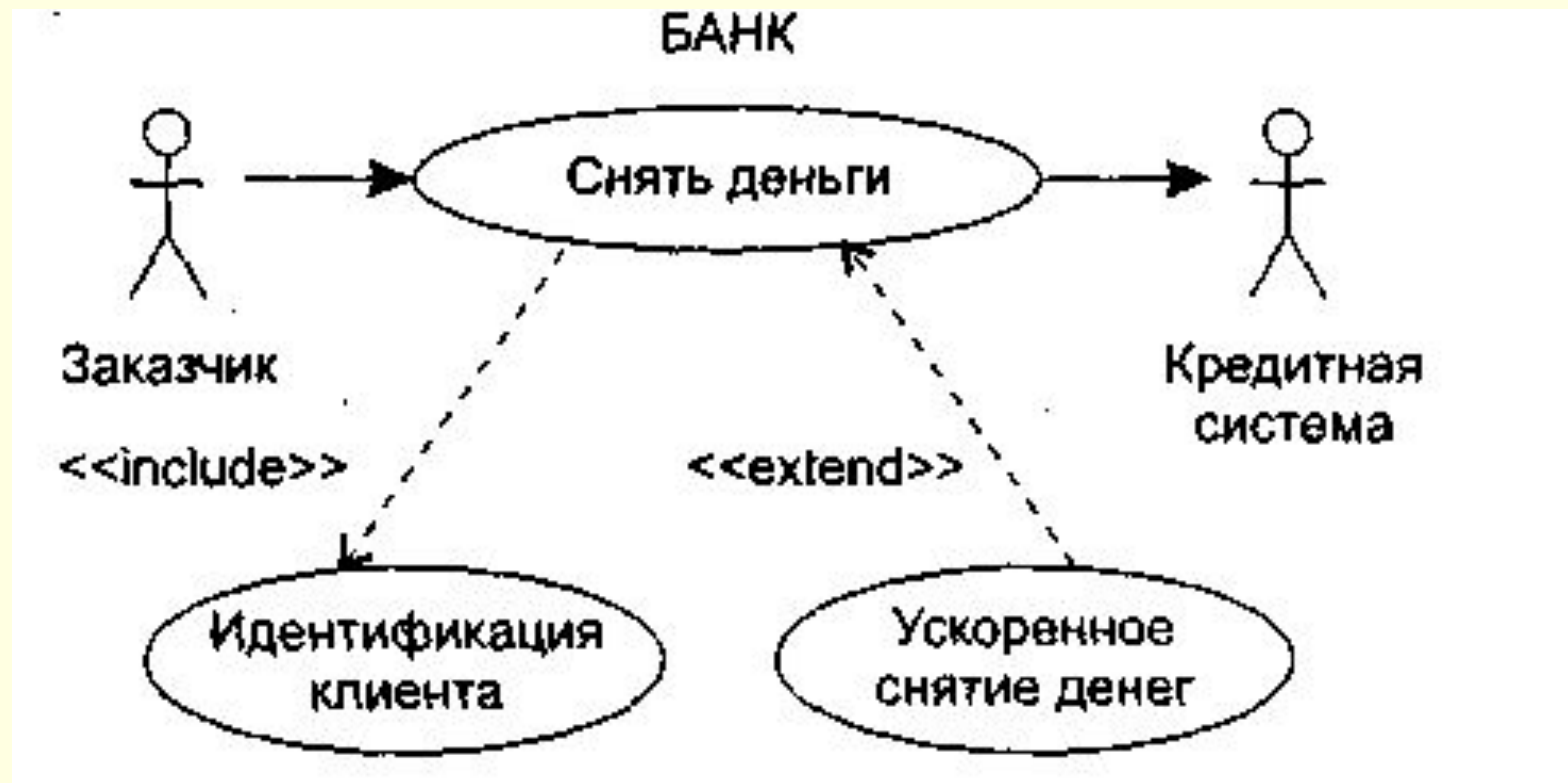 БАНК
Снять деньги
Заказчик
Кредитная
система
<<include>>
<<extend>>
Идентификация
клиента
Ускоренное
снятие денег